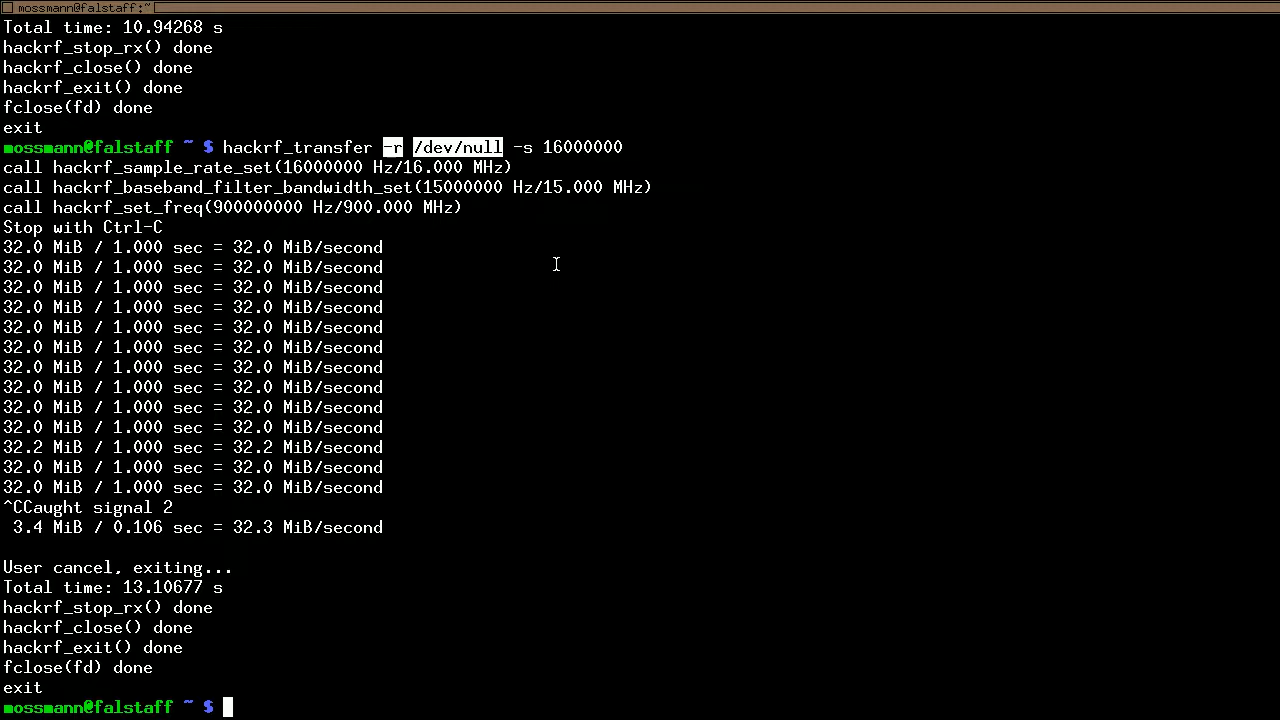 mossmann@falstaff:~
Total time: 10.94268 s
hackrf_stop_rx() done
hackrf_close() done
hackrf_exit() done
fclose(fd) done
exit
mossmann@falstaff ~ $ hackrf_transfer -r /dev/null -s 16000000
call hackrf_sample_rate_set(16000000 Hz/16.000 MHz)
call hackrf_baseband_filter_bandwidth_set(15000000 Hz/15.000 MHz)
call hackrf_set_freq(900000000 Hz/900.000 MHz)
Stop with Ctrl-C
32.0 MiB / 1.000 sec = 32.0 MiB/second
32.0 MiB / 1.000 sec = 32.0 MiB/second
32.0 MiB / 1.000 sec = 32.0 MiB/second
32.0 MiB / 1.000 sec = 32.0 MiB/second
32.0 MiB / 1.000 sec = 32.0 MiB/second
32.0 MiB / 1.000 sec = 32.0 MiB/second
32.0 MiB / 1.000 sec = 32.0 MiB/second
32.0 MiB / 1.000 sec = 32.0 MiB/second
32.0 MiB / 1.000 sec = 32.0 MiB/second
32.0 MiB / 1.000 sec = 32.0 MiB/second
32.2 MiB / 1.000 sec = 32.2 MiB/second
32.0 MiB / 1.000 sec = 32.0 MiB/second
32.0 MiB / 1.000 sec = 32.0 MiB/second
^CCaught signal 2
3.4 MiB / 0.106 sec = 32.3 MiB/second
User cancel, exiting...
Total time: 13.10677 s
hackrf_stop_rx() done
hackrf_close() done
hackrf_exit() done
fclose(fd) done
exit
mossmann@falstaff ~ $